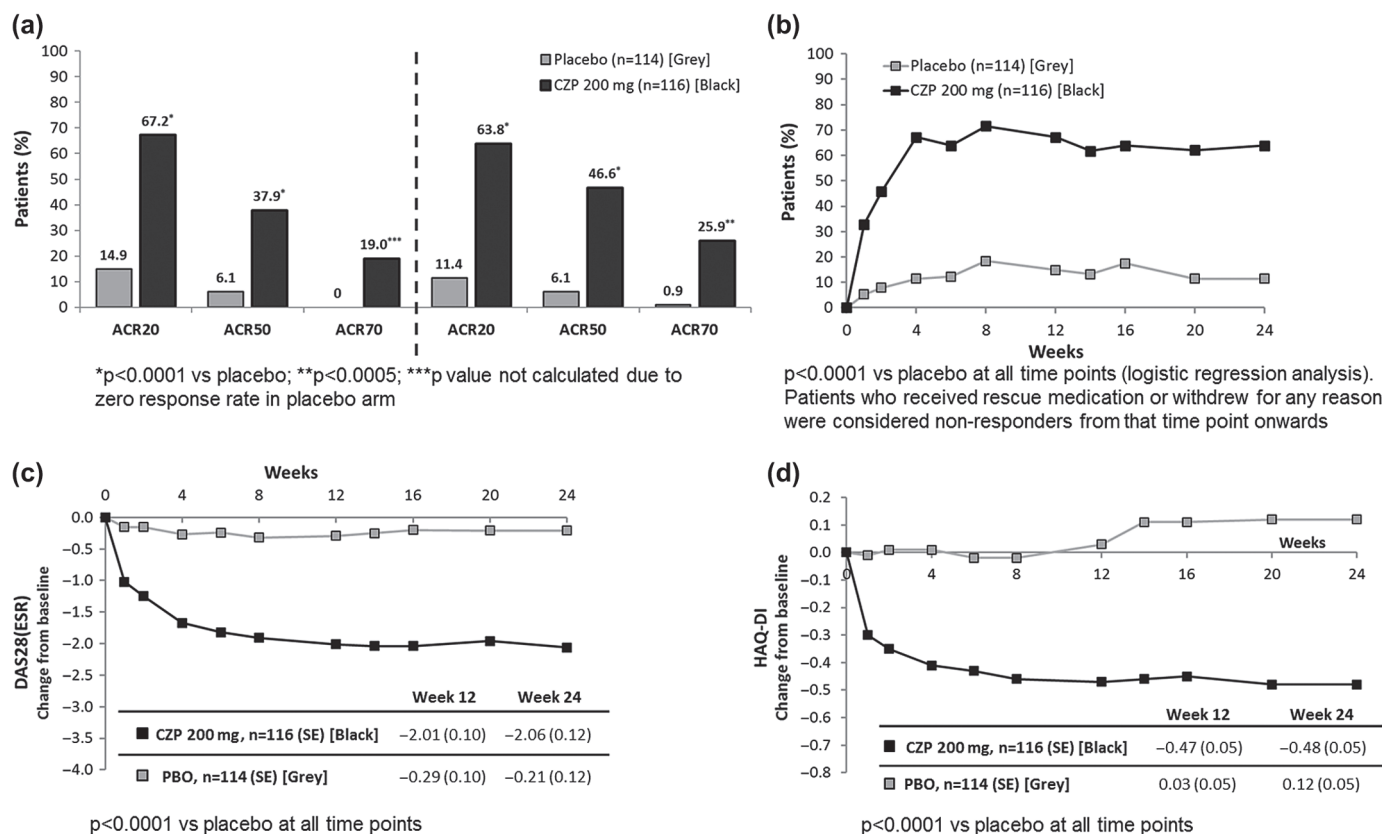 (a)
100
90
80
70
60
50
40
30
20
10
0
Patients (%)
Placebo (n=114) [Grey]
CZP 200 mg (n=116) [Black]
14.9
67.2*
6.1
37.9*
0
19.0***
11.4
63.8*
6.1
46.6*
0.9
25.9**
ACR20 ACR50 ACR70 ACR20 ACR50 ACR70
*p<0.0001 vs placebo; **p<0.0005; ***p value not calculated due to
zero response rate in placebo arm
(b)
100
90
80
70
60
50
40
30
20
10
0
Patients (%)
Placebo (n=114) [Grey]
CZP 200 mg (n=116) [Black]
0 4 8 12 16 20 24
Weeks
p<0.0001 vs placebo at all time points (logistic regression analysis).
Patients who received rescue medication or withdrew for any reason
were considered non-responders from that time point onwards
(c)
Weeks
0 4 8 12 16 20 24
0.0
−0.5
−1.0
−1.5
−2.0
−2.5
−3.0
−3.5
−4.0
DAS28(ESR)
Change from baseline
Week 12 Week 24
CZP 200 mg, n=116 (SE) [Black] −2.01 (0.10) −2.06 (0.12)
PBO, n=114 (SE) [Grey] −0.29 (0.10) −0.21 (0.12)
p<0.0001 vs placebo at all time points
(d)
0.2
0.1
0.0
−0.1
−0.2
−0.3
−0.4
−0.5
−0.6
−0.7
−0.8
HAQ-DI
Change from baseline
Weeks
0 4 8 12 16 20 24
Week 12 Week 24
CZP 200 mg, n=116 (SE) [Black] −0.47 (0.05) −0.48 (0.05)
PBO, n=114 (SE) [Grey] 0.03 (0.05) 0.12 (0.05)
p<0.0001 vs placebo at all time points